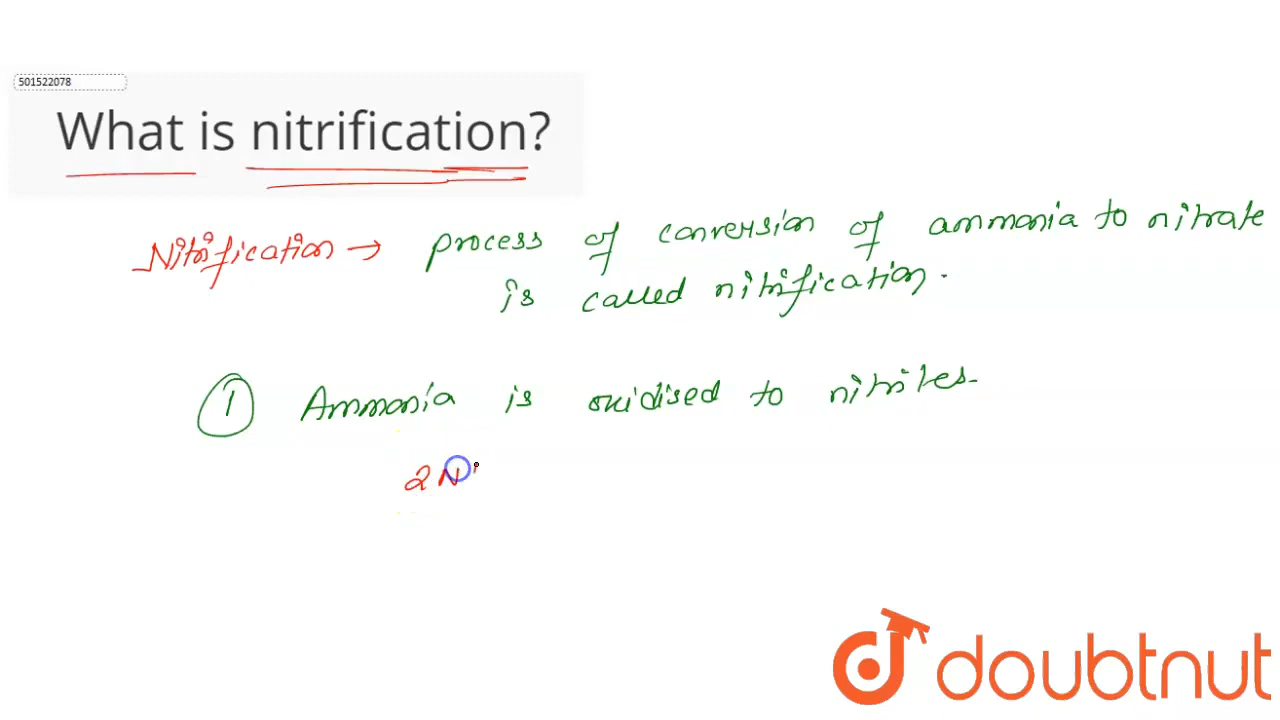 501522078
What is nitrification?
Nitrification → process of conversion of ammonia to nitrate
is called nitrification.
① Ammonia is oxidised to nitrites.
2N
doubtnut